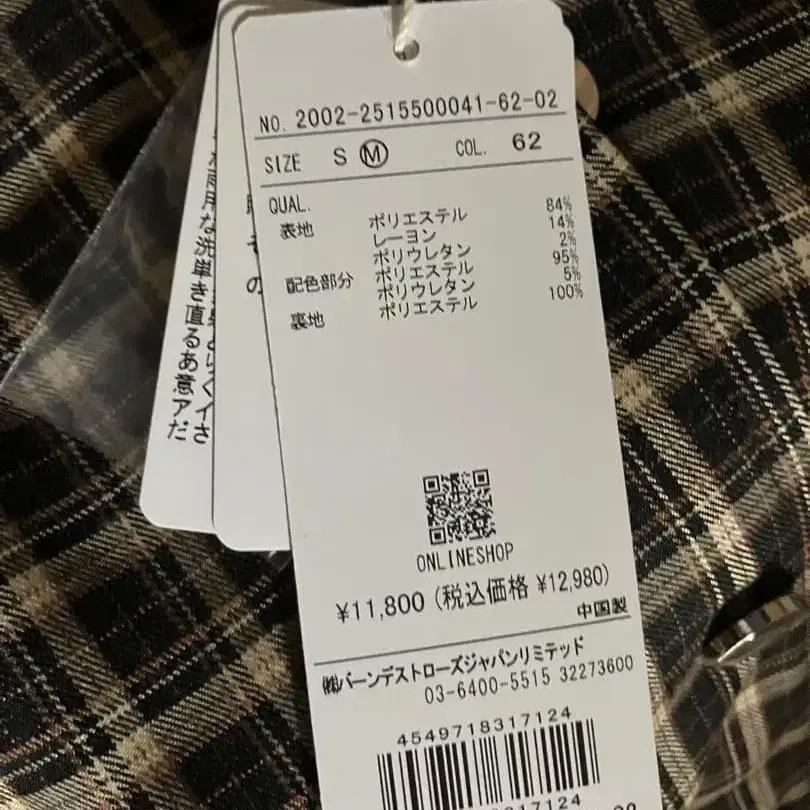 NO. 2002-2515500041-62-02
SIZE S Ⓜ COL. 62
QUAL.
表地 ポリエステル 84%
レーヨン 14%
ポリウレタン 2%
配色部分 ポリエステル 95%
ポリウレタン 5%
裏地 ポリエステル 100%
ONLINESHOP
¥11,800 (税込価格 ¥12,980)
中国製
㈱バーンデストローズジャパンリミテッド
03-6400-5515 32273600
4549718317124